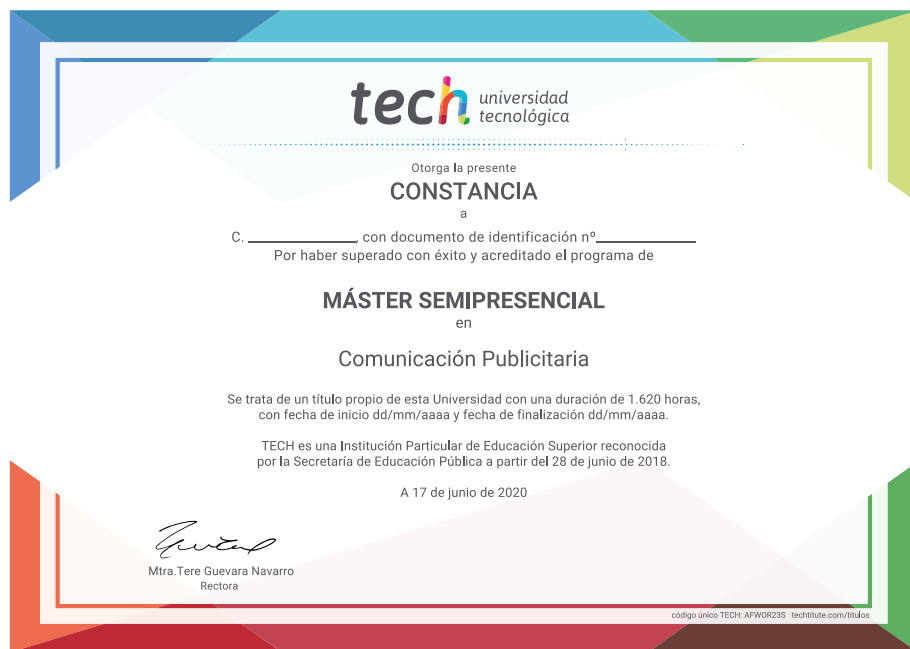 tech universidad
tecnológica
Otorga la presente
CONSTANCIA
a
C. ____________, con documento de identificación nº___________
Por haber superado con éxito y acreditado el programa de
MÁSTER SEMIPRESENCIAL
en
Comunicación Publicitaria
Se trata de un título propio de esta Universidad con una duración de 1.620 horas,
con fecha de inicio dd/mm/aaaa y fecha de finalización dd/mm/aaaa.
TECH es una Institución Particular de Educación Superior reconocida
por la Secretaría de Educación Pública a partir del 28 de junio de 2018.
A 17 de junio de 2020
Mtra.Tere Guevara Navarro
Rectora
código único TECH: AFWOR23S techtitute.com/titulos